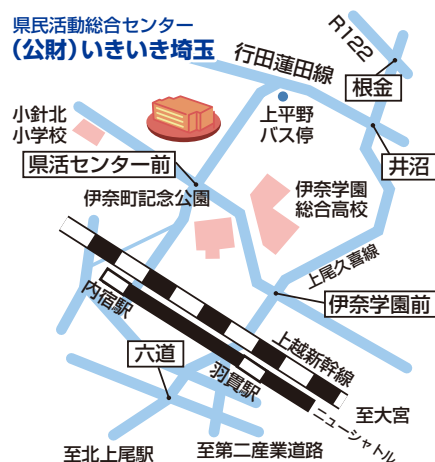 県民活動総合センター
(公財)いきいき埼玉
R122
行田蓮田線
根金
小針北
小学校
上平野
バス停
井沼
県活センター前
伊奈町記念公園
伊奈学園
総合高校
上尾久喜線
内宿駅
伊奈学園前
六道
羽貫駅
上越新幹線
至大宮
ニューシャトル
至北上尾駅
至第二産業道路